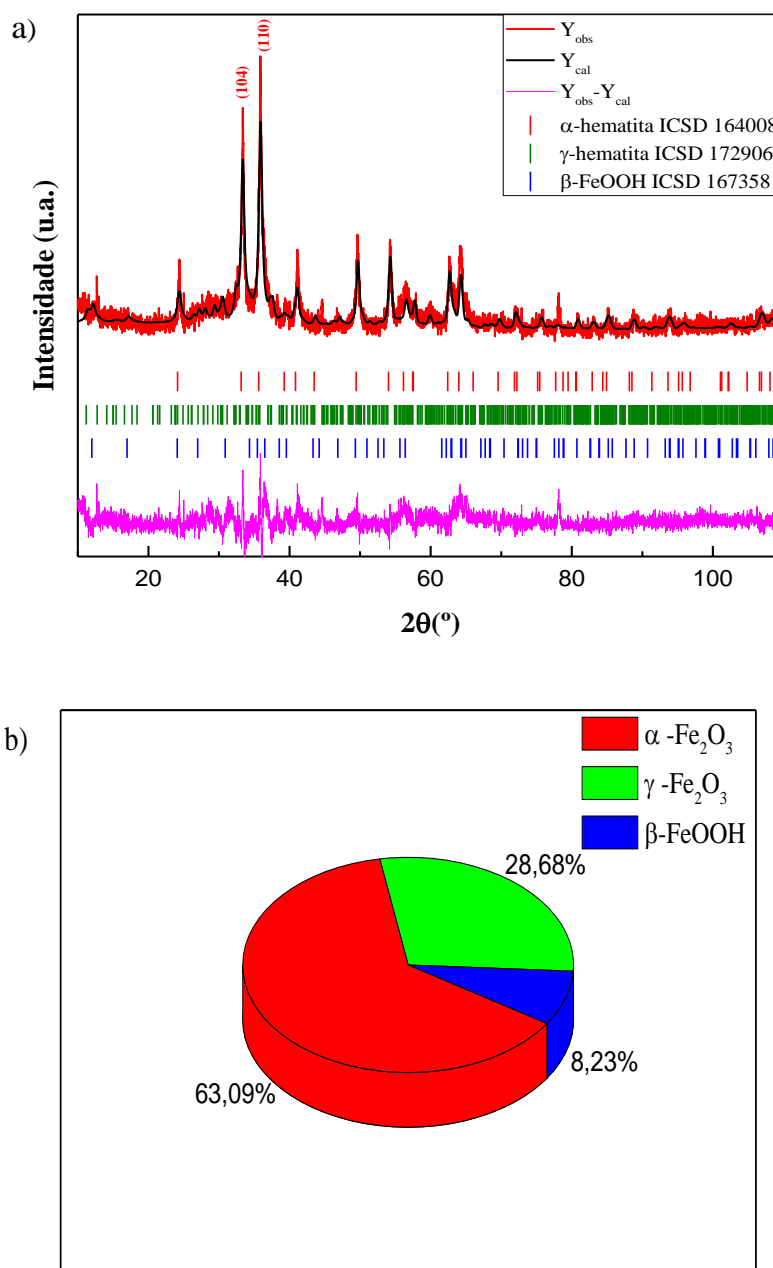 a)
(104)
(110)
Yobs
Ycal
Yobs-Ycal
α-hematita ICSD 164008
γ-hematita ICSD 172906
β-FeOOH ICSD 167358
Intensidade (u.a.)
20 40 60 80 100
2θ(º)
b)
α -Fe2O3
γ -Fe2O3
β-FeOOH
28,68%
8,23%
63,09%